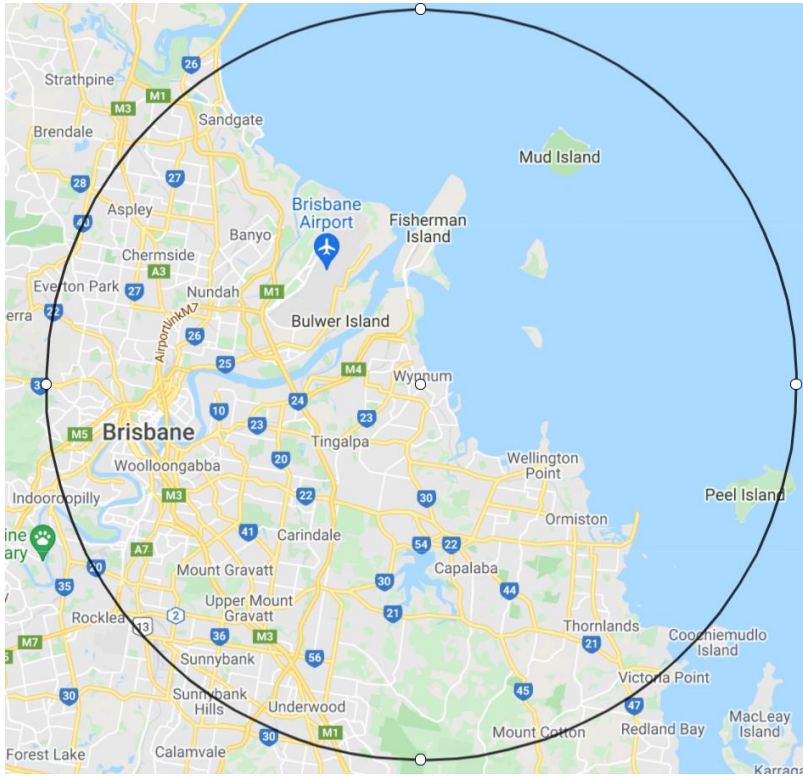 26
Strathpine
M1
M3
Sandgate
Brendale
Mud Island
28
27
Brisbane
Airport
Aspley
40
Fisherman
Island
Banyo
Chermside
A3
Everton Park
27
Nundah
M1
22
AirportlinkM7
Bulwer Island
26
25
M4
Wynnum
10
24
23
23
M5
Brisbane
Tingalpa
Woolloongabba
20
Wellington
Point
Indooroopilly
M3
22
30
Peel Island
Ormiston
41
Carindale
A7
54
22
20
Mount Gravatt
Capalaba
35
30
44
Upper Mount
Gravatt
Rocklea
13
2
21
Thornlands
36
M3
21
Coochiemudlo
Island
M7
Sunnybank
56
Victoria Point
30
Sunnybank
Hills
45
Underwood
47
MacLeay
Island
M1
30
Mount Cotton
Redland Bay
Forest Lake
Calamvale